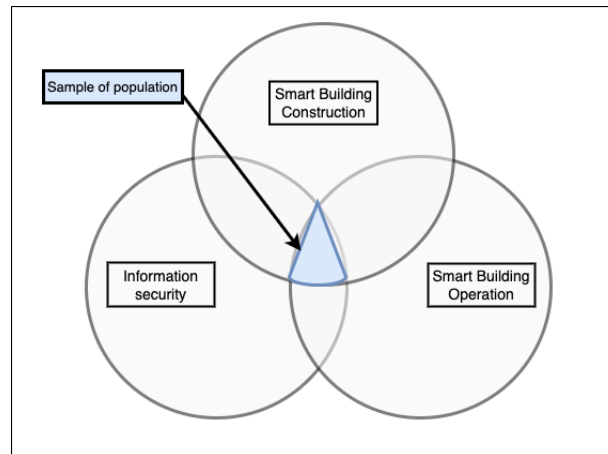 Sample of population
Smart Building
Construction
Information
security
Smart Building
Operation